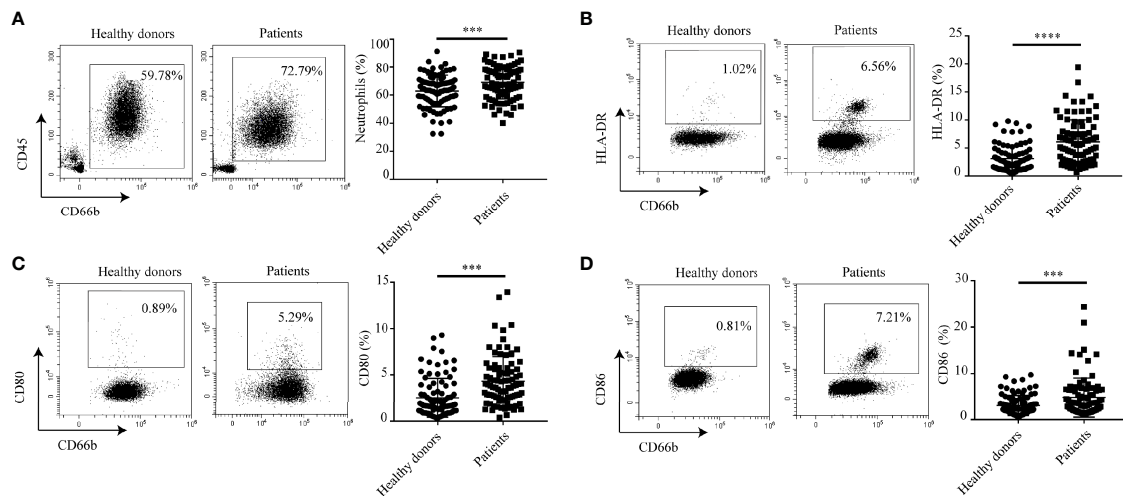 A
Healthy donors
Patients
59.78%
72.79%
CD45
CD66b
***
Neutrophils (%)
100
80
60
40
20
0
Healthy donors
Patients
B
Healthy donors
Patients
1.02%
6.56%
HLA-DR
CD66b
****
HLA-DR (%)
25
20
15
10
5
0
Healthy donors
Patients
C
Healthy donors
Patients
0.89%
5.29%
CD80
CD66b
***
CD80 (%)
15
10
5
0
Healthy donors
Patients
D
Healthy donors
Patients
0.81%
7.21%
CD86
CD66b
***
CD86 (%)
30
20
10
0
Healthy donors
Patients